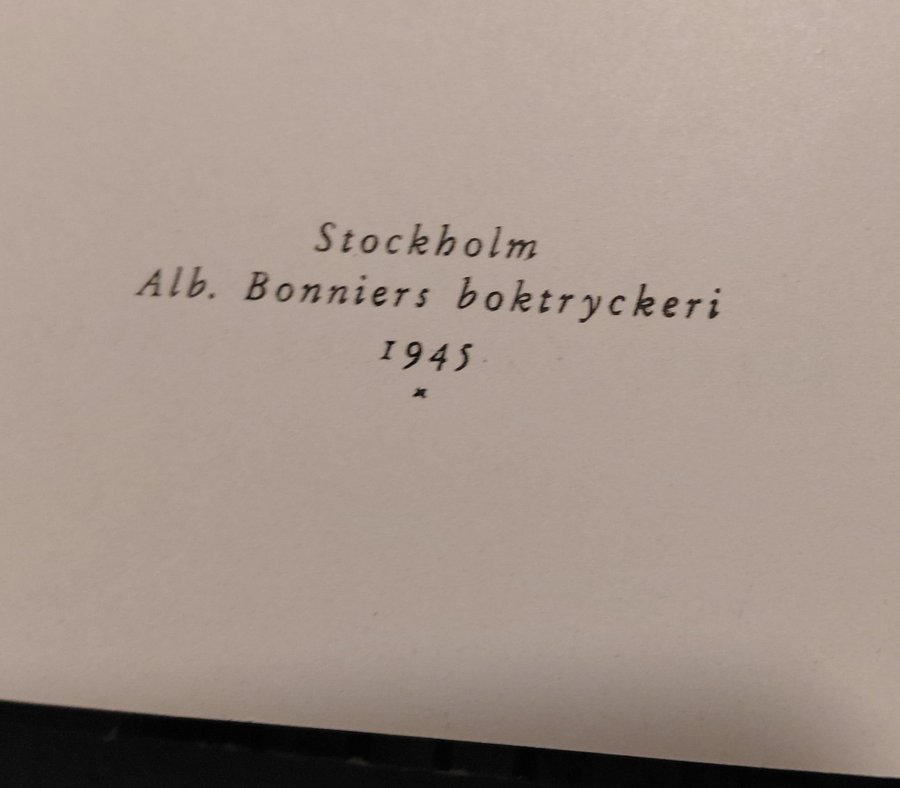 Stockholm
Alb. Bonniers boktryckeri
1945
*